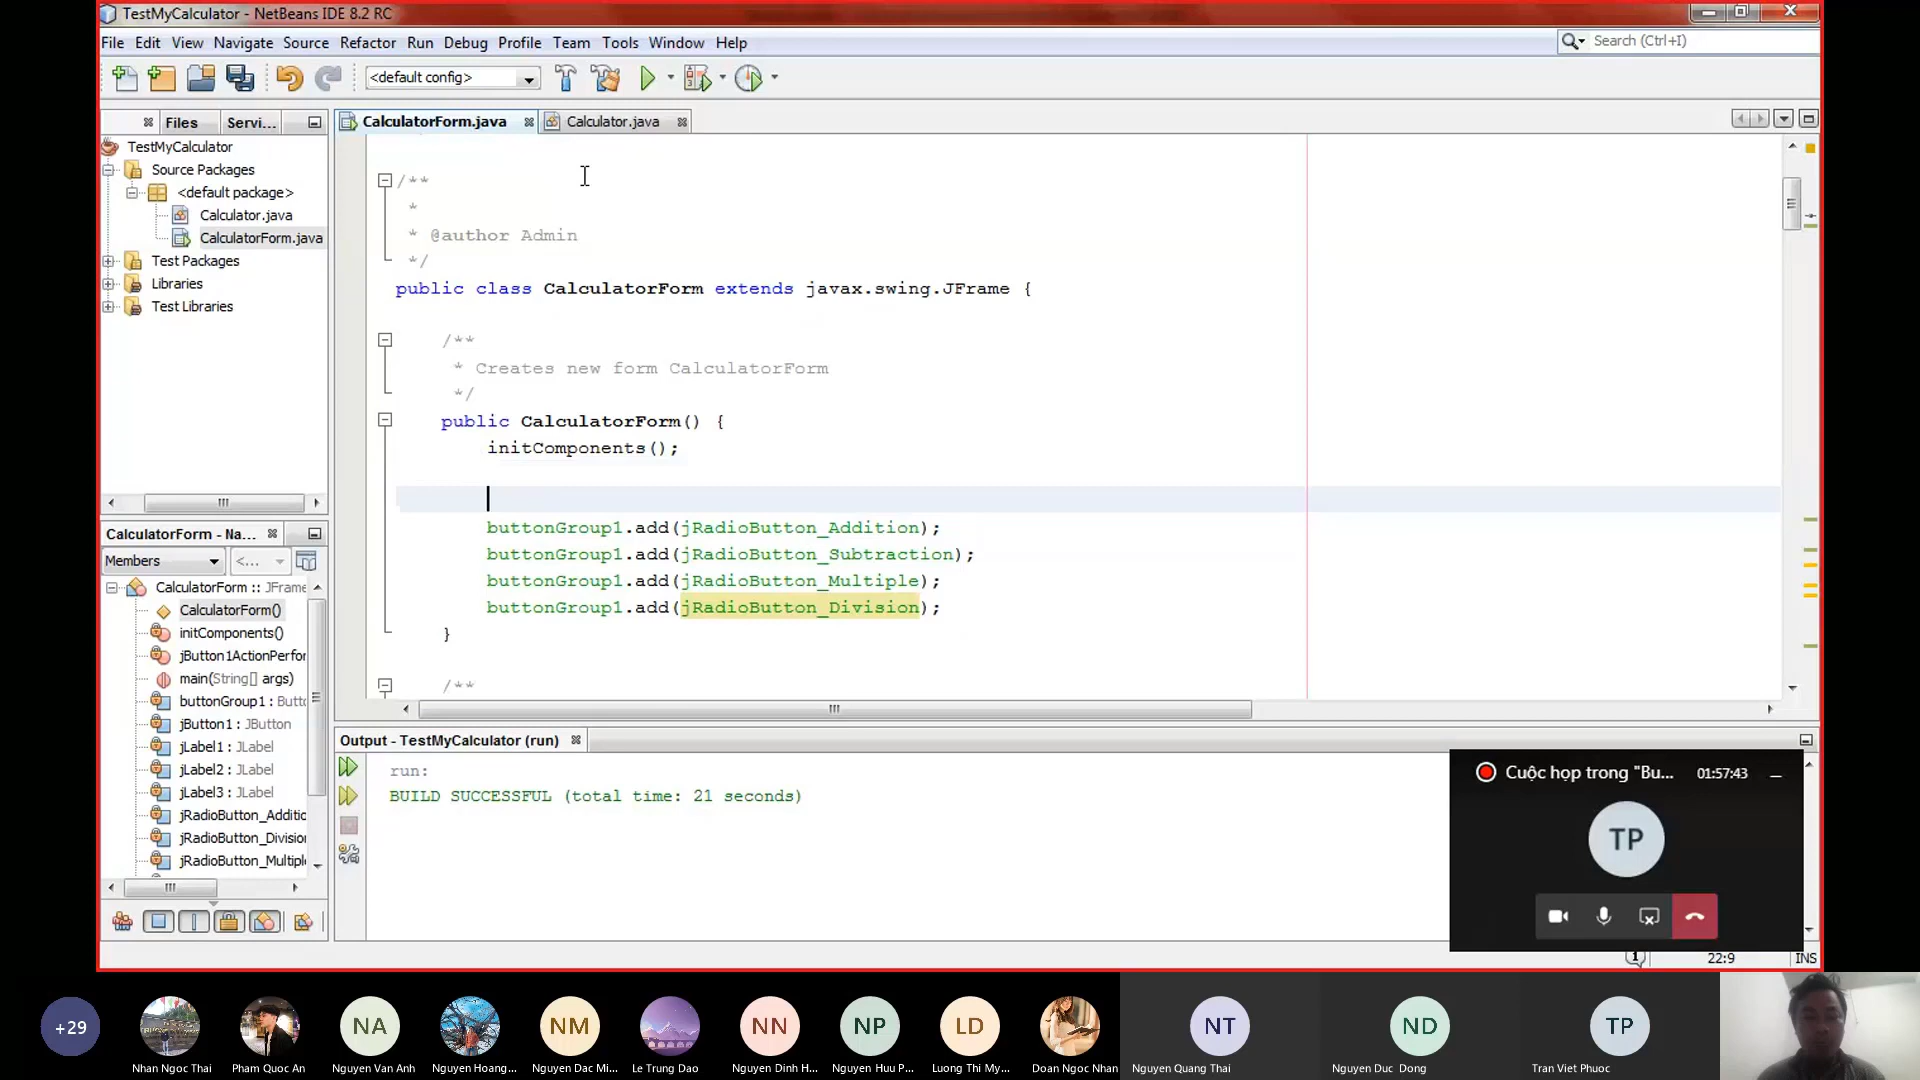 TestMyCalculator - NetBeans IDE 8.2 RC
File Edit View Navigate Source Refactor Run Debug Profile Team Tools Window Help
Search (Ctrl+I)
<default config>
Files Servi...
CalculatorForm.java Calculator.java
TestMyCalculator
Source Packages
<default package>
Calculator.java
CalculatorForm.java
Test Packages
Libraries
Test Libraries
/**
*
* @author Admin
*/
public class CalculatorForm extends javax.swing.JFrame {
/**
* Creates new form CalculatorForm
*/
public CalculatorForm() {
initComponents();
buttonGroup1.add(jRadioButton_Addition);
buttonGroup1.add(jRadioButton_Subtraction);
buttonGroup1.add(jRadioButton_Multiple);
buttonGroup1.add(jRadioButton_Division);
}
/**
CalculatorForm - Na...
Members <...
CalculatorForm :: JFrame
CalculatorForm()
initComponents()
jButton1ActionPerfor
main(String[] args)
buttonGroup1 : Butto
jButton1 : JButton
jLabel1 : JLabel
jLabel2 : JLabel
jLabel3 : JLabel
jRadioButton_Additio
jRadioButton_Division
jRadioButton_Multiple
Output - TestMyCalculator (run)
run:
BUILD SUCCESSFUL (total time: 21 seconds)
Cuộc họp trong "Bu... 01:57:43
TP
1 22:9 INS
+29 NA NM NN NP LD NT ND TP
Nhan Ngoc Thai Pham Quoc An Nguyen Van Anh Nguyen Hoang... Nguyen Dac Mi... Le Trung Dao Nguyen Dinh H... Nguyen Huu P... Luong Thi My... Doan Ngoc Nhan Nguyen Quang Thai Nguyen Duc Dong Tran Viet Phuoc